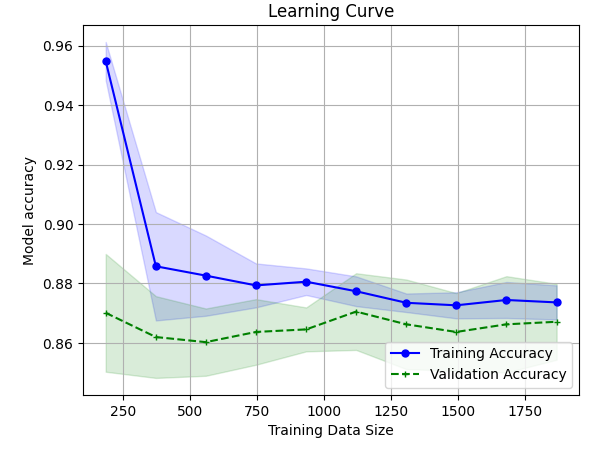 Learning Curve
0.96
0.94
0.92
0.90
0.88
0.86
Model accuracy
250
500
750
1000
1250
1500
1750
Training Data Size
Training Accuracy
Validation Accuracy